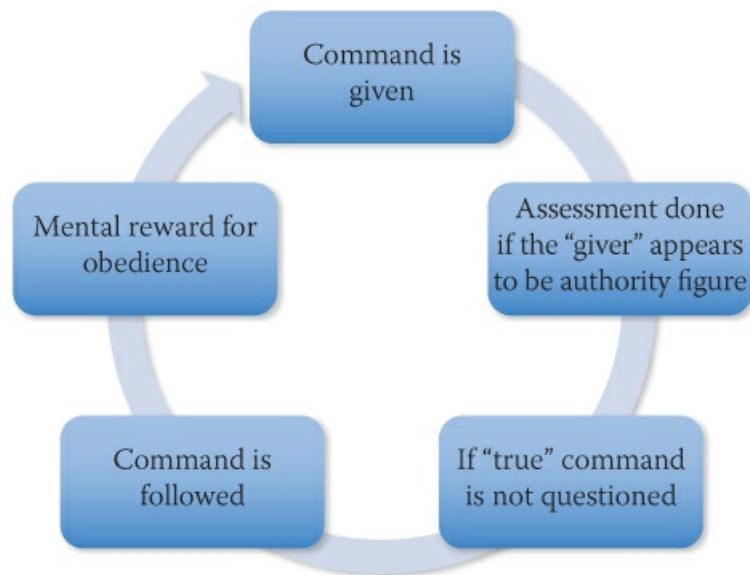 Command is
given
Assessment done
if the “giver” appears
to be authority figure
If “true” command
is not questioned
Command is
followed
Mental reward for
obedience